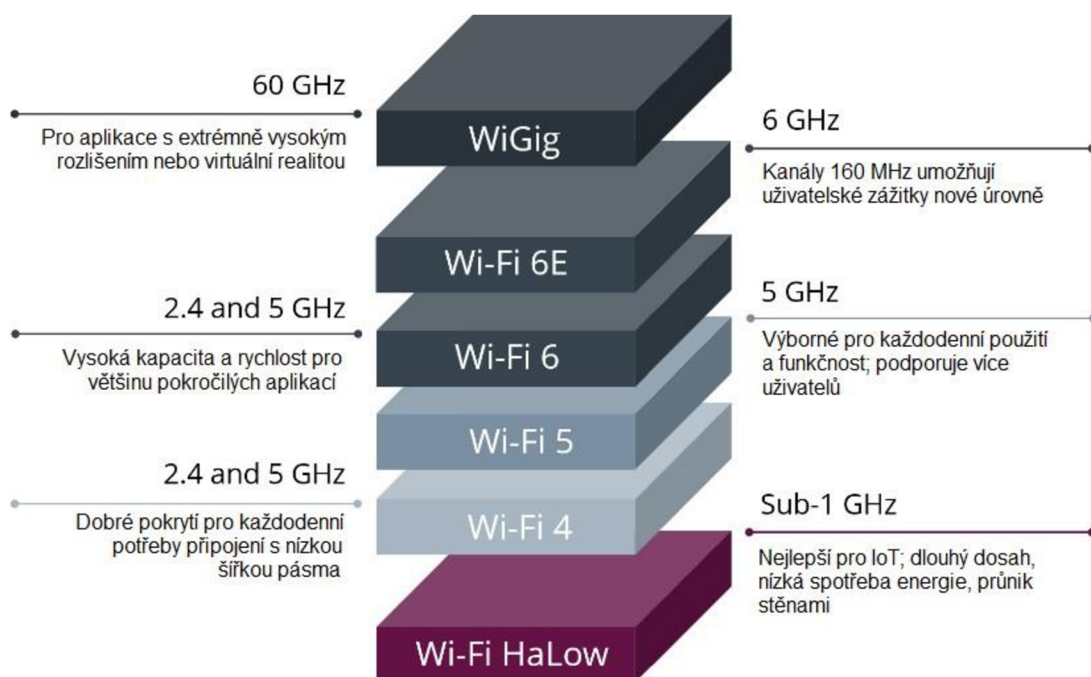 60 GHz
Pro aplikace s extrémně vysokým
rozlišením nebo virtuální realitou
WiGig
6 GHz
Kanály 160 MHz umožňují
uživatelské zážitky nové úrovně
Wi-Fi 6E
2.4 and 5 GHz
Vysoká kapacita a rychlost pro
většinu pokročilých aplikací
Wi-Fi 6
5 GHz
Výborné pro každodenní použití
a funkčnost; podporuje více
uživatelů
Wi-Fi 5
2.4 and 5 GHz
Dobré pokrytí pro každodenní
potřeby připojení s nízkou
šířkou pásma
Wi-Fi 4
Sub-1 GHz
Nejlepší pro IoT; dlouhý dosah,
nízká spotřeba energie, průnik
stěnami
Wi-Fi HaLow